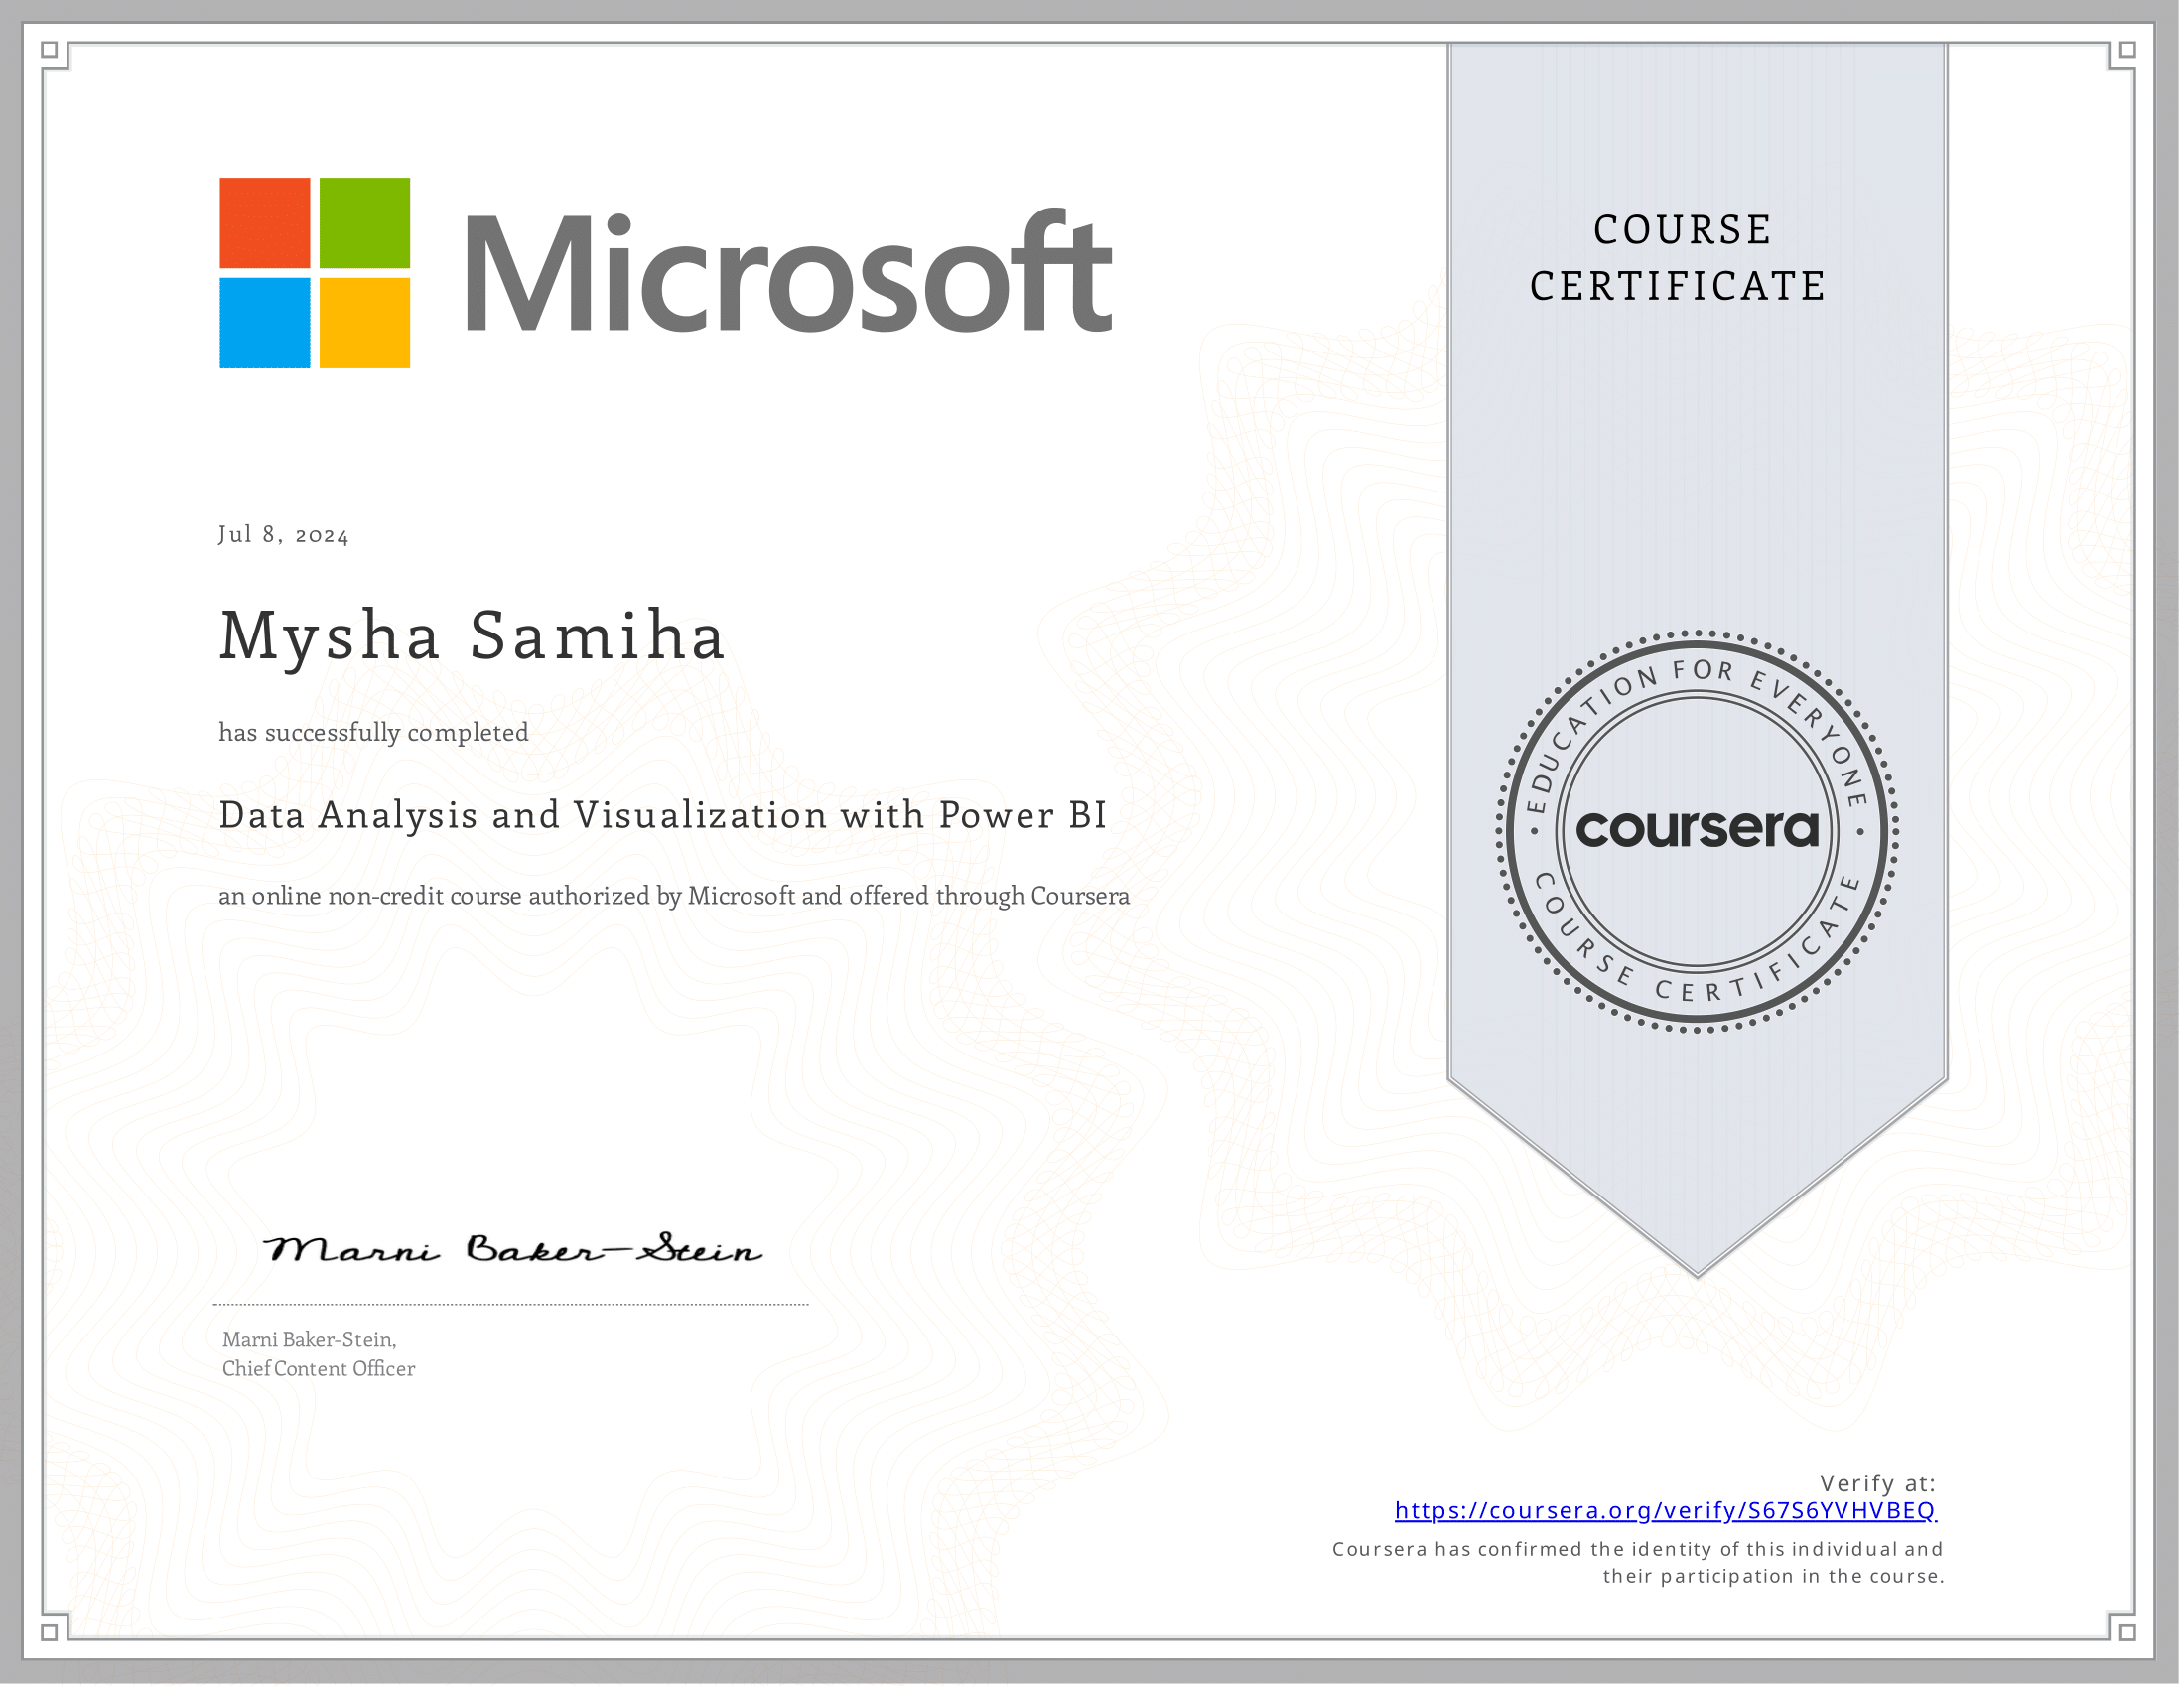 Microsoft
COURSE
CERTIFICATE
Jul 8, 2024
Mysha Samiha
has successfully completed
Data Analysis and Visualization with Power BI
an online non-credit course authorized by Microsoft and offered through Coursera
EDUCATION FOR EVERYONE
coursera
COURSE CERTIFICATE
Marni Baker-Stein
Marni Baker-Stein,
Chief Content Officer
Verify at:
https://coursera.org/verify/S67S6YVHVBEQ
Coursera has confirmed the identity of this individual and
their participation in the course.